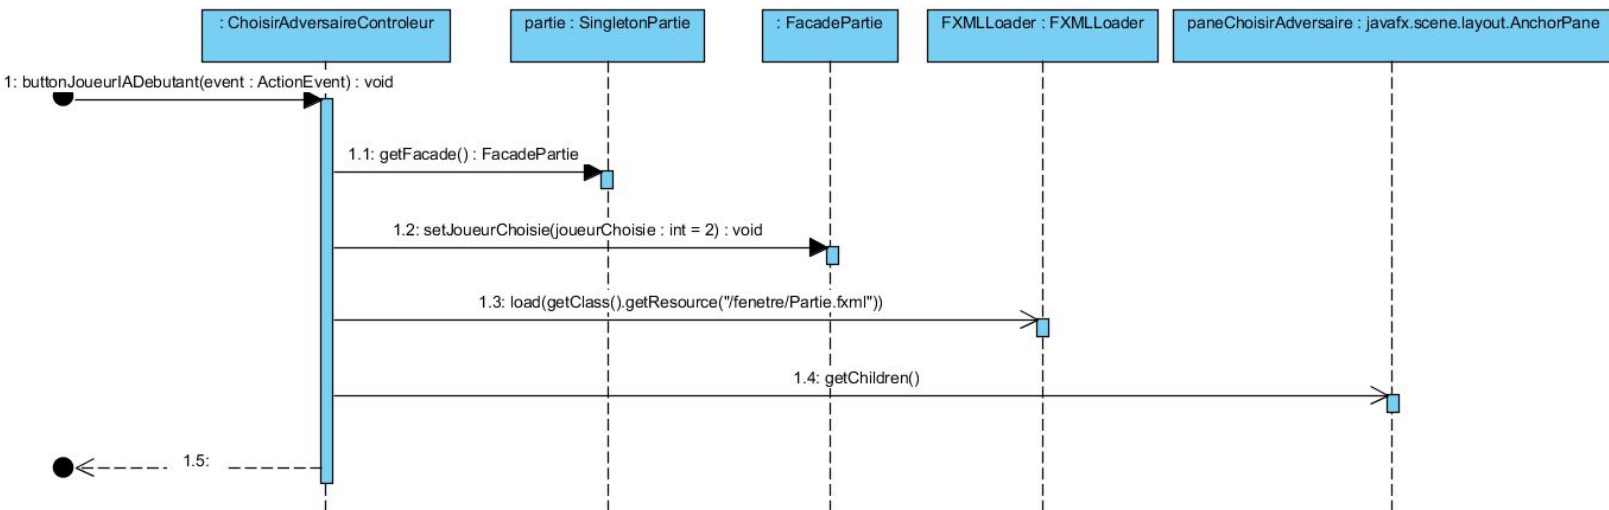 : ChoisirAdversaireControleur
partie : SingletonPartie
: FacadePartie
FXMLLoader : FXMLLoader
paneChoisirAdversaire : javafx.scene.layout.AnchorPane
1: buttonJoueurIADebutant(event : ActionEvent) : void
1.1: getFacade() : FacadePartie
1.2: setJoueurChoisie(joueurChoisie : int = 2) : void
1.3: load(getClass().getResource("/fenetre/Partie.fxml"))
1.4: getChildren()
1.5: